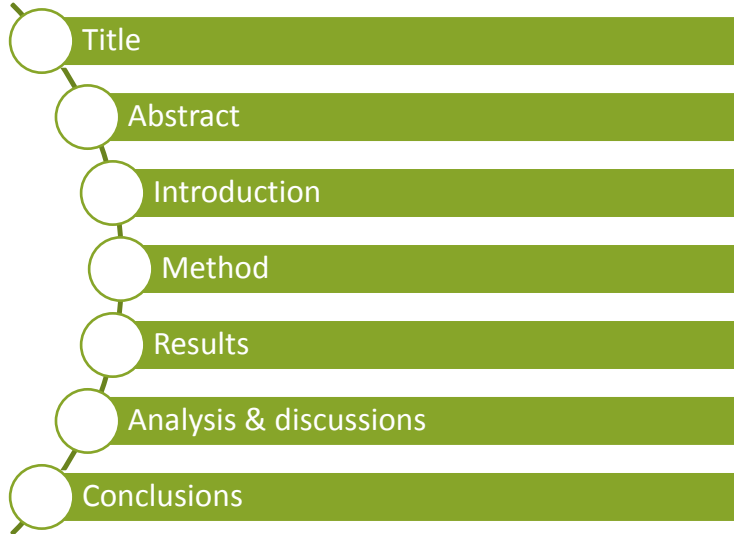 Title
Abstract
Introduction
Method
Results
Analysis & discussions
Conclusions